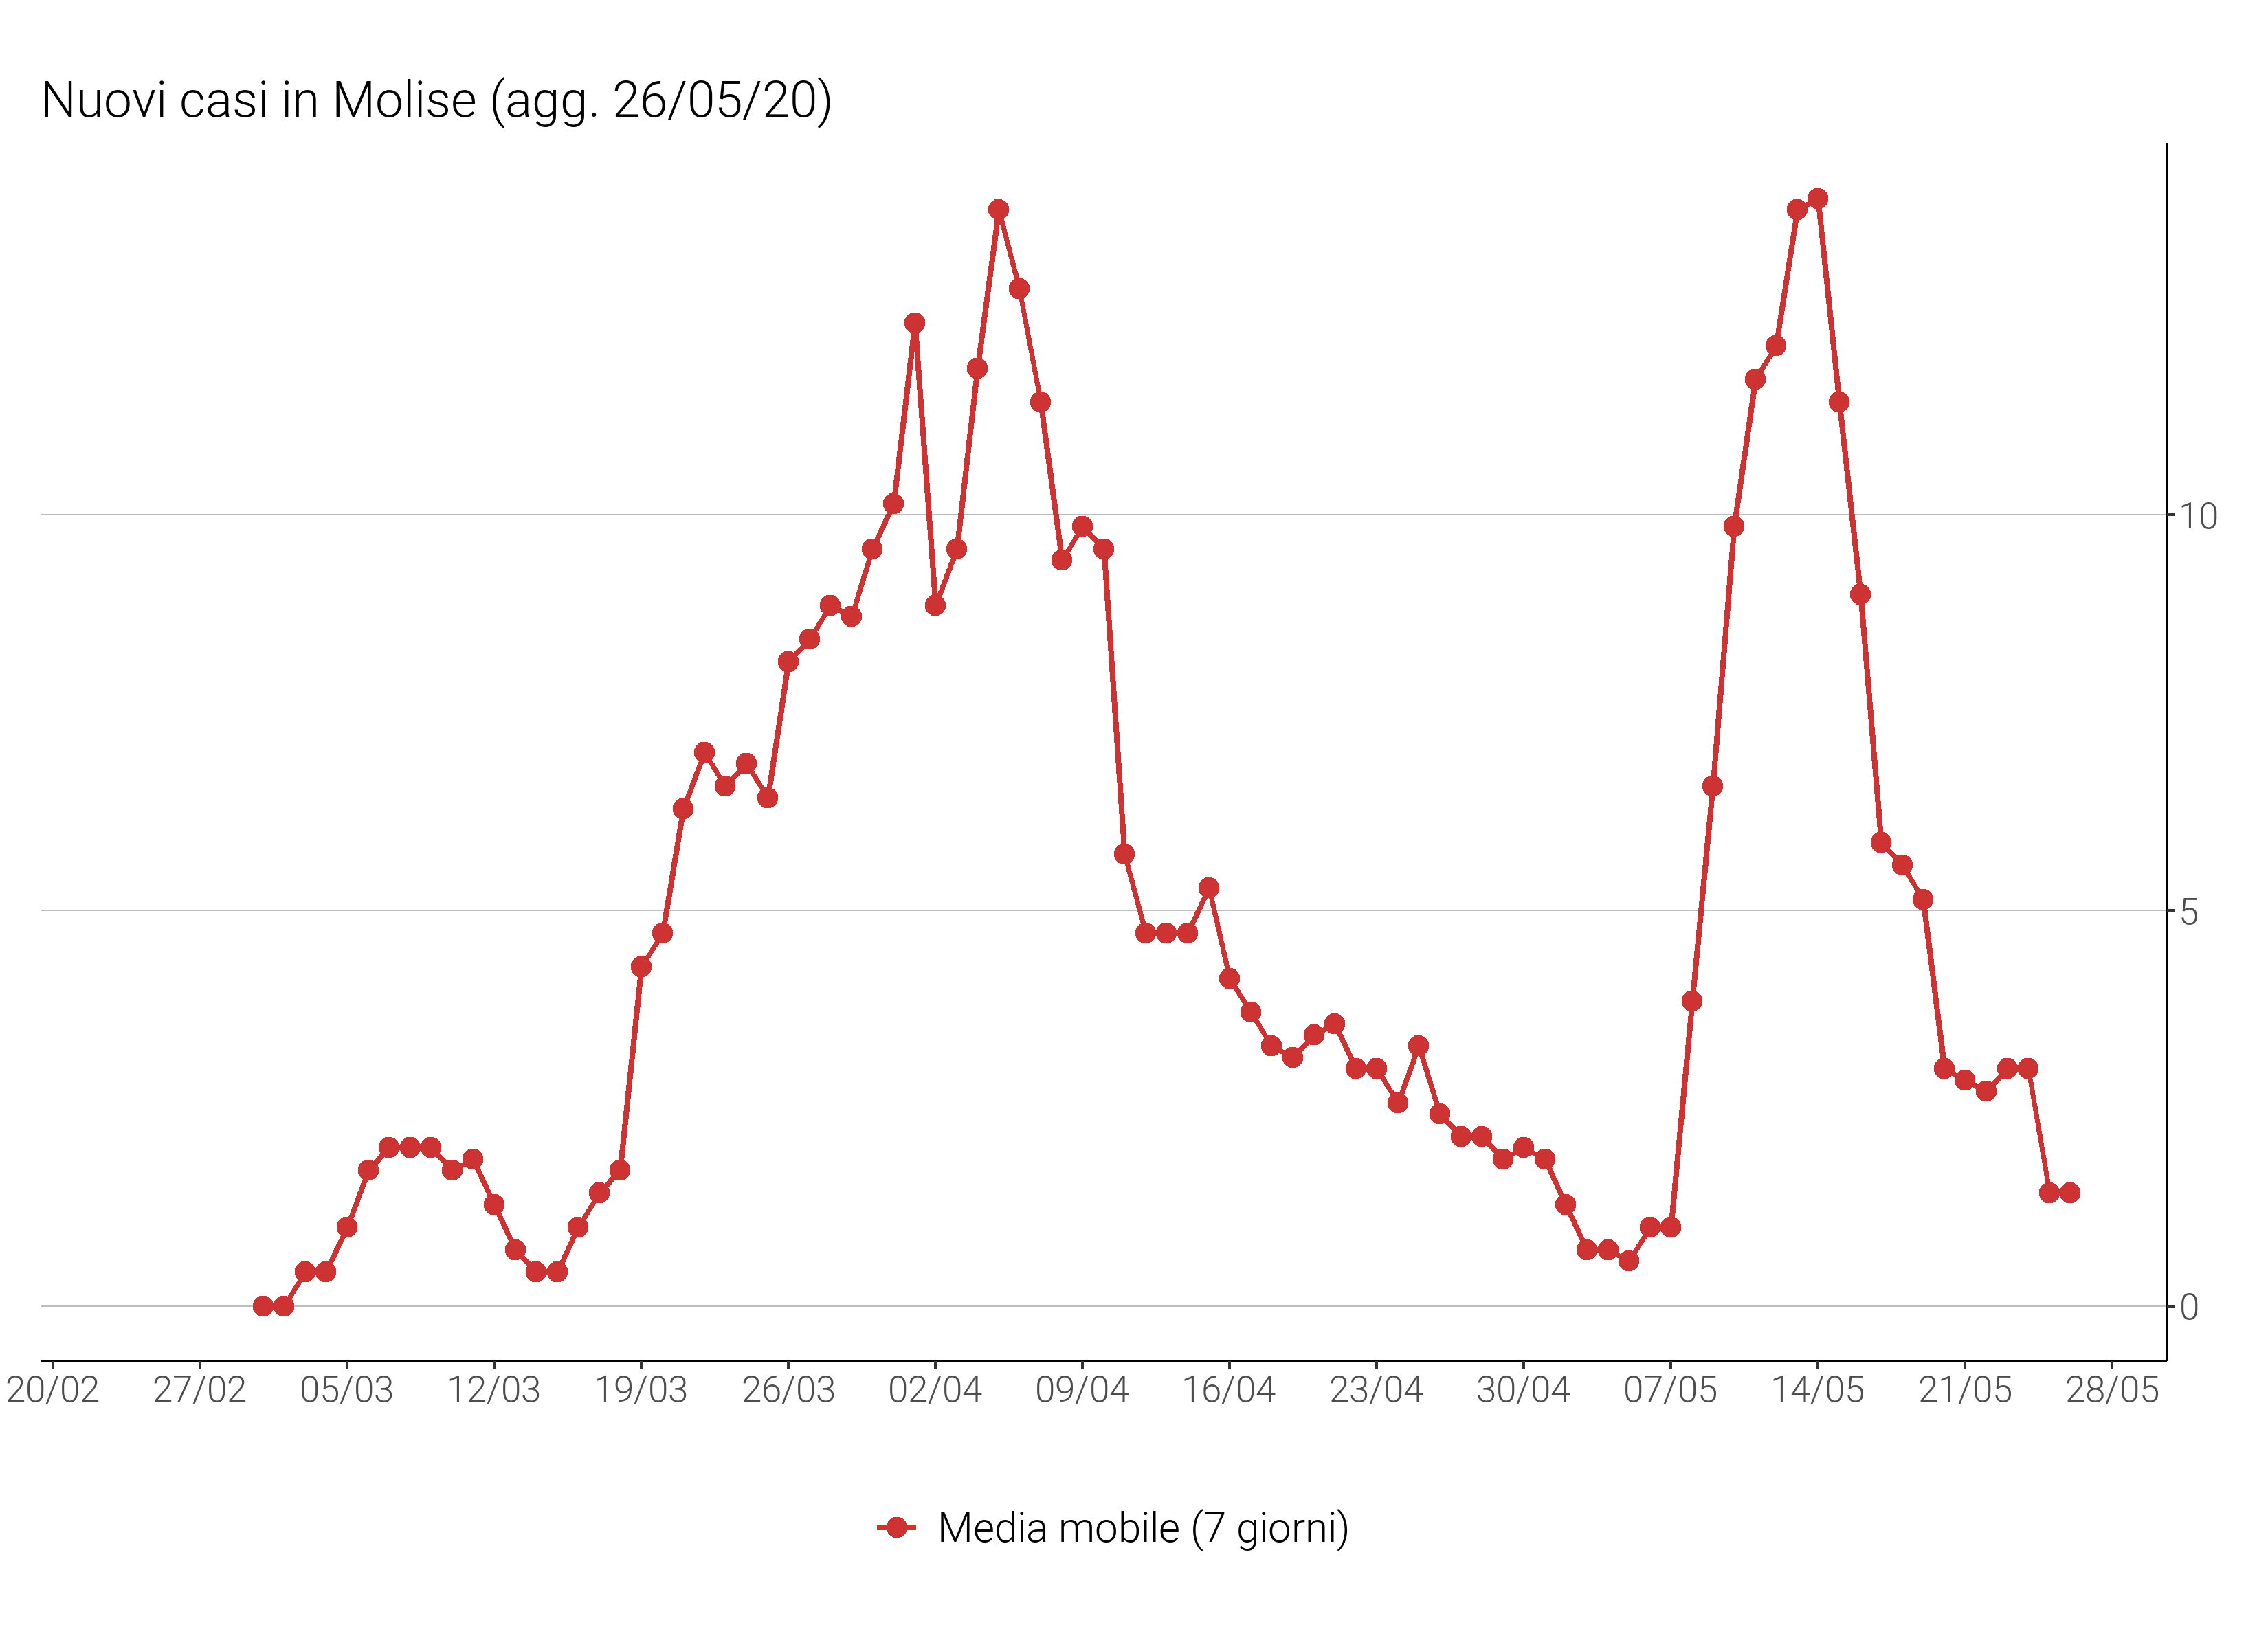 Nuovi casi in Molise (agg. 26/05/20)
10
5
0
20/02 27/02 05/03 12/03 19/03 26/03 02/04 09/04 16/04 23/04 30/04 07/05 14/05 21/05 28/05
Media mobile (7 giorni)